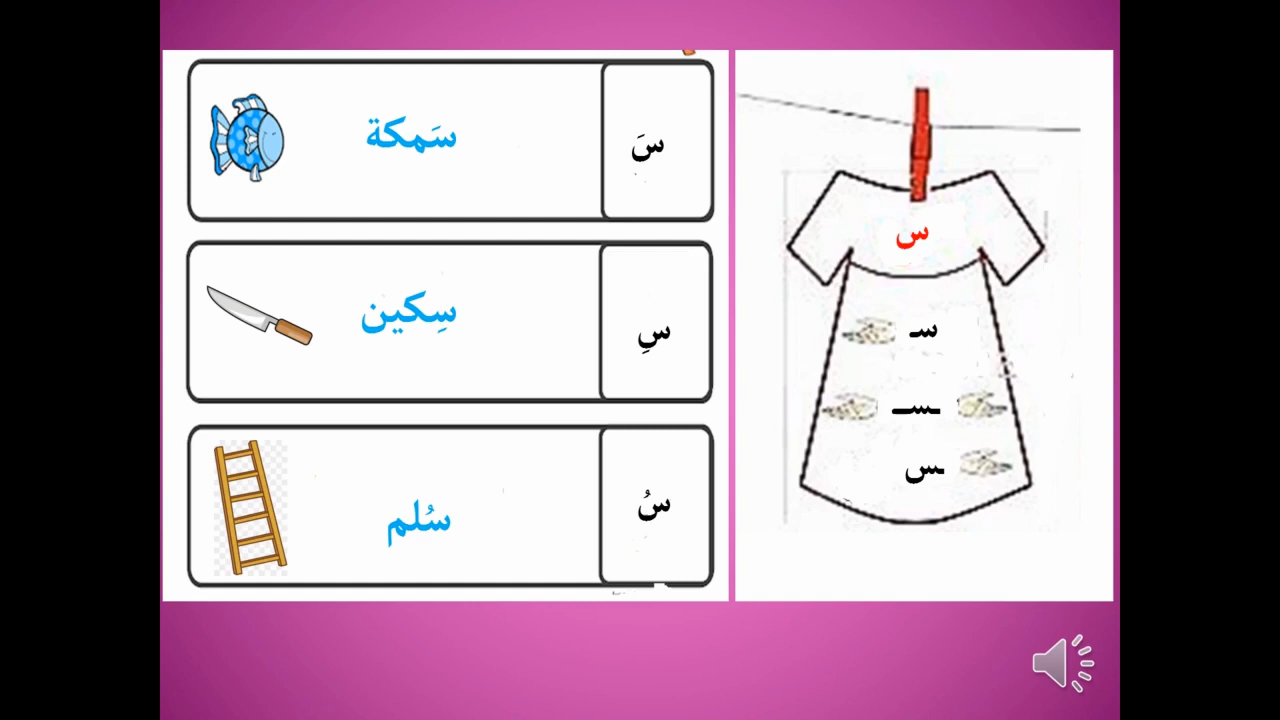 سَ سَمكة
سِ سِكين
سُ سُلم
س
سـ
ـسـ
ـس